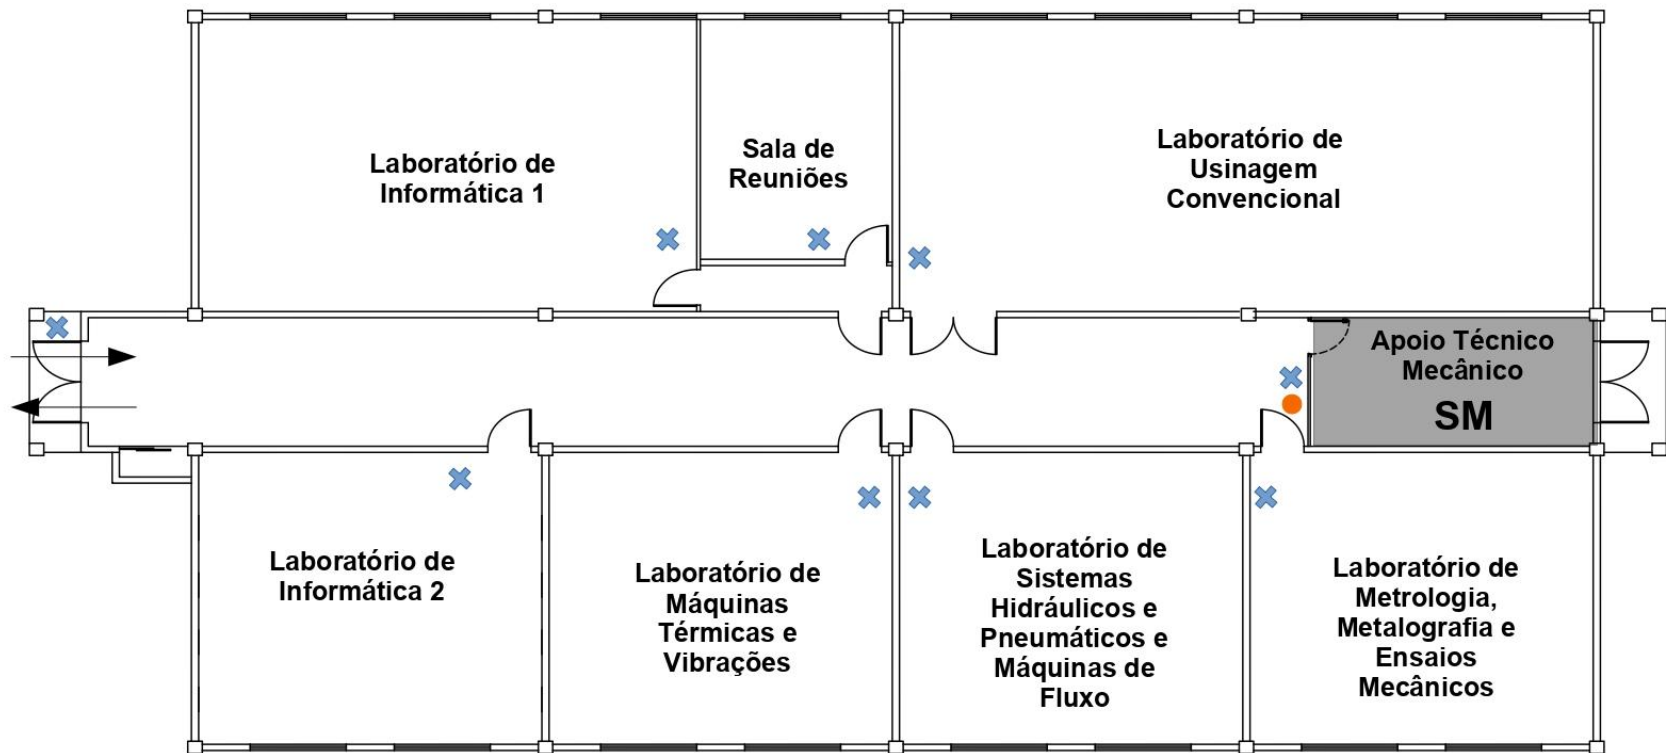 Laboratório de
Informática 1
Sala de
Reuniões
Laboratório de
Usinagem
Convencional
Apoio Técnico
Mecânico
SM
Laboratório de
Informática 2
Laboratório de
Máquinas
Térmicas e
Vibrações
Laboratório de
Sistemas
Hidráulicos e
Pneumáticos e
Máquinas de
Fluxo
Laboratório de
Metrologia,
Metalografia e
Ensaios
Mecânicos